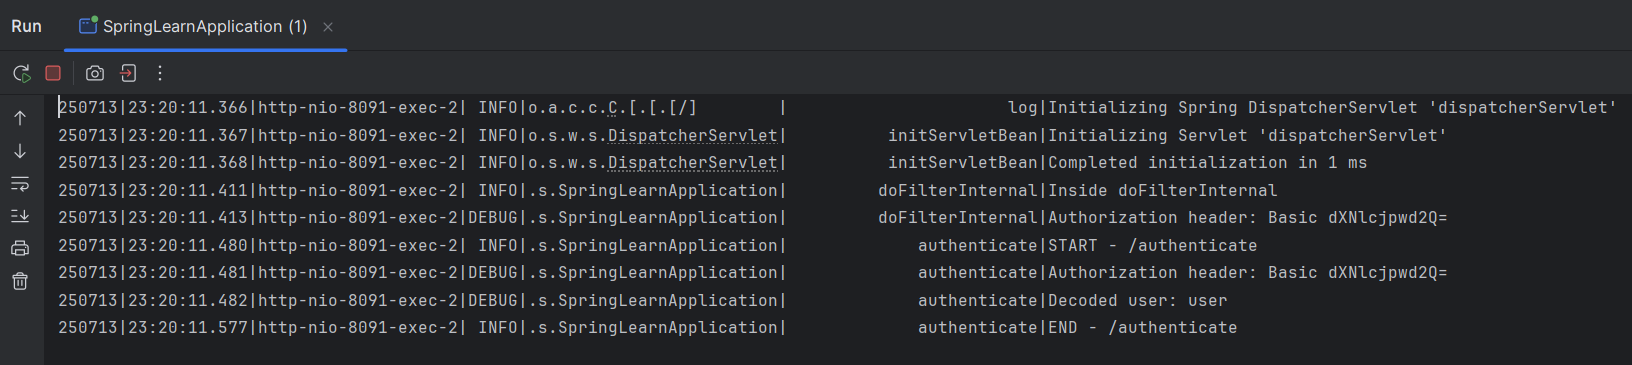 Run SpringLearnApplication (1)
250713|23:20:11.366|http-nio-8091-exec-2| INFO|o.a.c.c.C.[.[.[/]        |                      log|Initializing Spring DispatcherServlet 'dispatcherServlet'
250713|23:20:11.367|http-nio-8091-exec-2| INFO|o.s.w.s.DispatcherServlet|          initServletBean|Initializing Servlet 'dispatcherServlet'
250713|23:20:11.368|http-nio-8091-exec-2| INFO|o.s.w.s.DispatcherServlet|          initServletBean|Completed initialization in 1 ms
250713|23:20:11.411|http-nio-8091-exec-2| INFO|.s.SpringLearnApplication|         doFilterInternal|Inside doFilterInternal
250713|23:20:11.413|http-nio-8091-exec-2|DEBUG|.s.SpringLearnApplication|         doFilterInternal|Authorization header: Basic dXNlcjpwd2Q=
250713|23:20:11.480|http-nio-8091-exec-2| INFO|.s.SpringLearnApplication|             authenticate|START - /authenticate
250713|23:20:11.481|http-nio-8091-exec-2|DEBUG|.s.SpringLearnApplication|             authenticate|Authorization header: Basic dXNlcjpwd2Q=
250713|23:20:11.482|http-nio-8091-exec-2|DEBUG|.s.SpringLearnApplication|             authenticate|Decoded user: user
250713|23:20:11.577|http-nio-8091-exec-2| INFO|.s.SpringLearnApplication|             authenticate|END - /authenticate